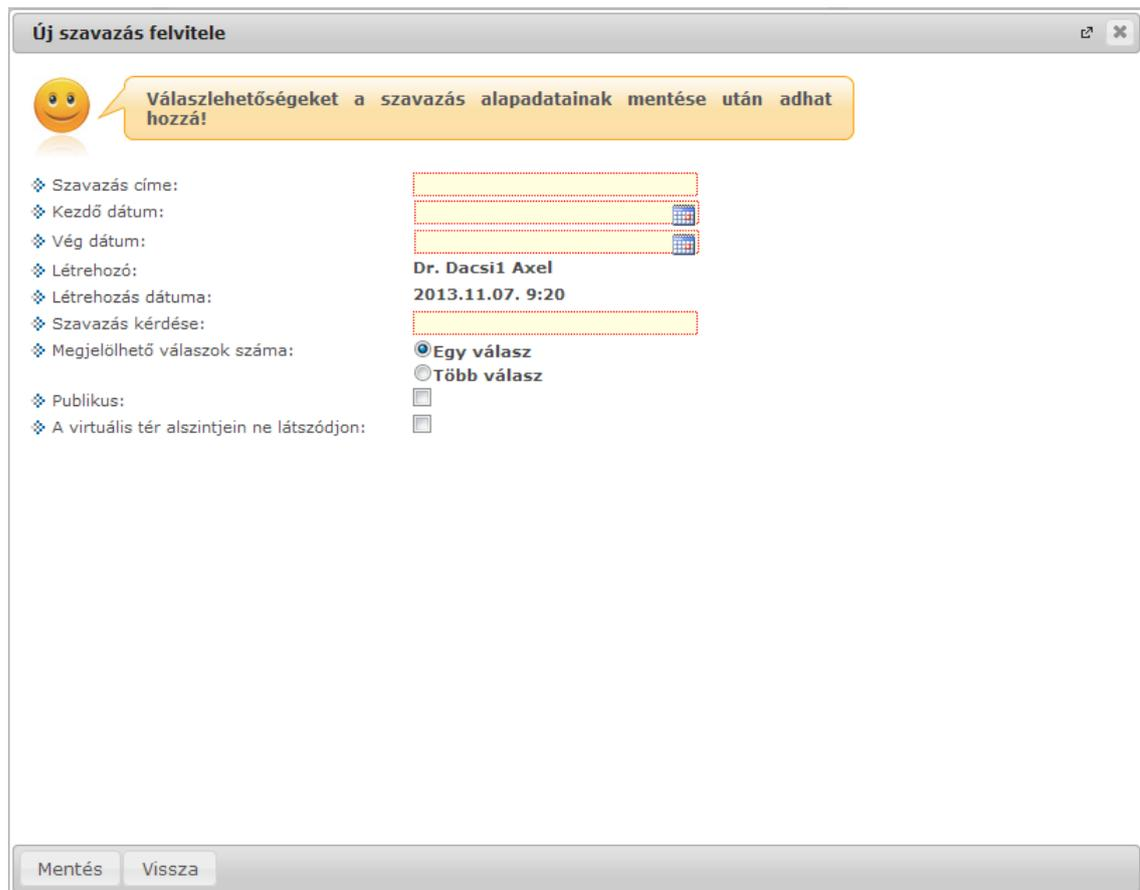 Új szavazás felvitele
Válaszlehetőségeket a szavazás alapadatainak mentése után adhat
hozzá!
Szavazás címe:
Kezdő dátum:
Vég dátum:
Létrehozó: Dr. Dacsi1 Axel
Létrehozás dátuma: 2013.11.07. 9:20
Szavazás kérdése:
Megjelölhető válaszok száma: Egy válasz
Több válasz
Publikus:
A virtuális tér alszintjein ne látszódjon:
Mentés Vissza